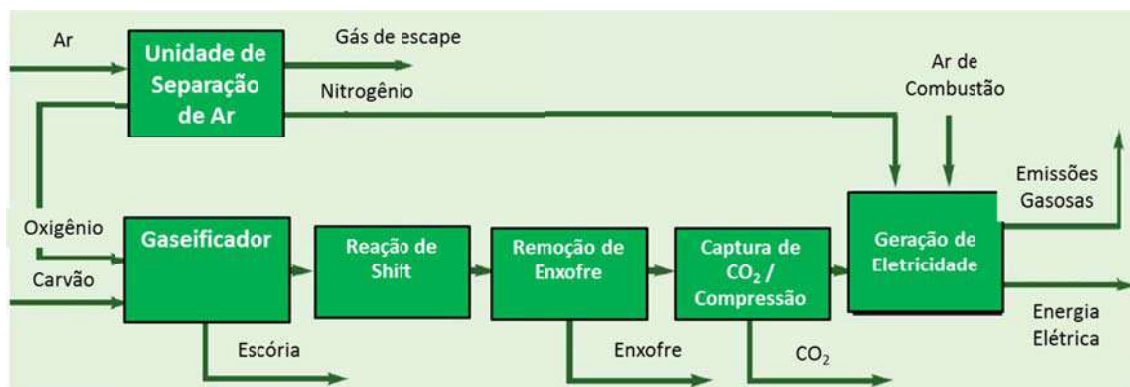 Ar
Unidade de
Separação
de Ar
Gás de escape
Nitrogênio
Ar de
Combustão
Oxigênio
Carvão
Gaseificador
Reação de
Shift
Remoção de
Enxofre
Captura de
CO₂ /
Compressão
Geração de
Eletricidade
Emissões
Gasosas
Energia
Elétrica
Escória
Enxofre
CO₂